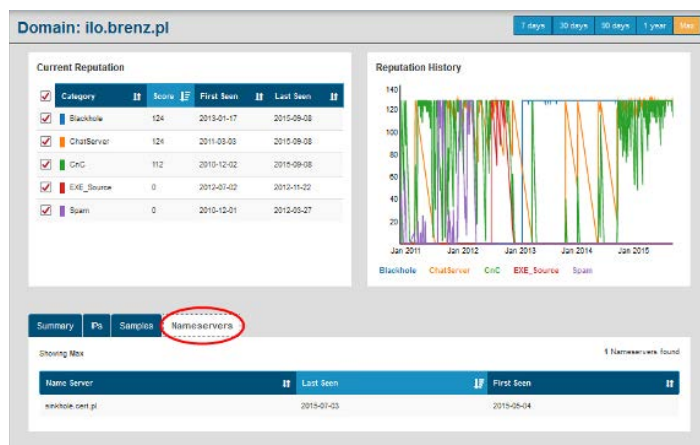 Domain: ilo.brenz.pl
7 days 30 days 90 days 1 year Max
Current Reputation
Category Score First Seen Last Seen
Blackhole 124 2013-01-17 2015-09-08
ChatServer 124 2011-03-03 2015-09-08
CnC 112 2010-12-02 2015-09-08
EXE_Source 0 2012-07-02 2012-11-22
Spam 0 2010-12-01 2012-03-27
Reputation History
140
120
100
80
60
40
20
Jan 2011 Jan 2012 Jan 2013 Jan 2014 Jan 2015
Blackhole ChatServer CnC EXE_Source Spam
Summary IPs Samples Nameservers
Showing Max
1 Nameservers found
Name Server Last Seen First Seen
sinkhole.cert.pl 2015-07-03 2015-05-04